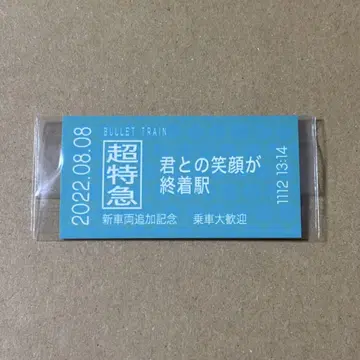 2022.08.08
BULLET TRAIN
超特急
君との笑顔が
終着駅
新車両追加記念 乗車大歓迎
1112 13:14